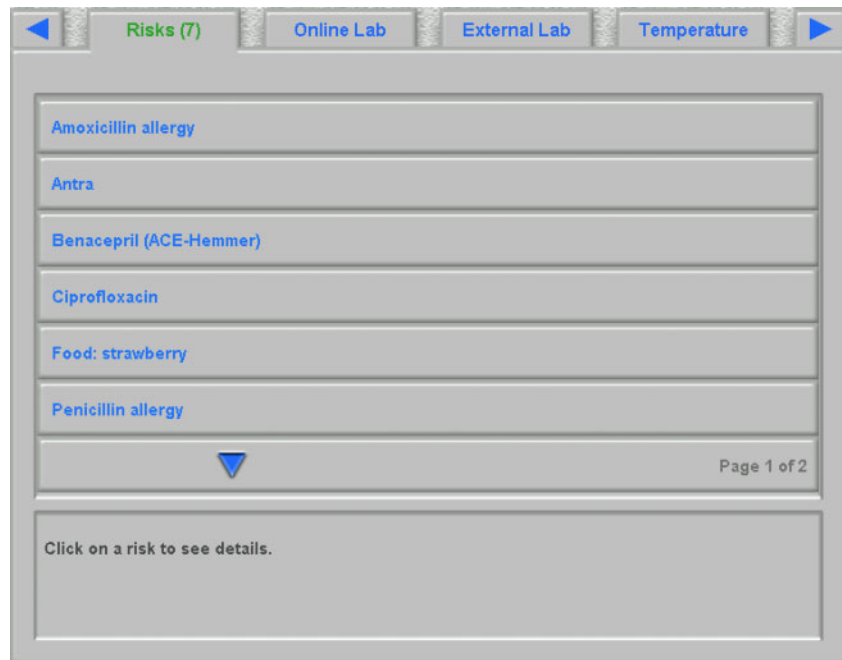 Risks (7) Online Lab External Lab Temperature
Amoxicillin allergy
Antra
Benacepril (ACE-Hemmer)
Ciprofloxacin
Food: strawberry
Penicillin allergy
Page 1 of 2
Click on a risk to see details.